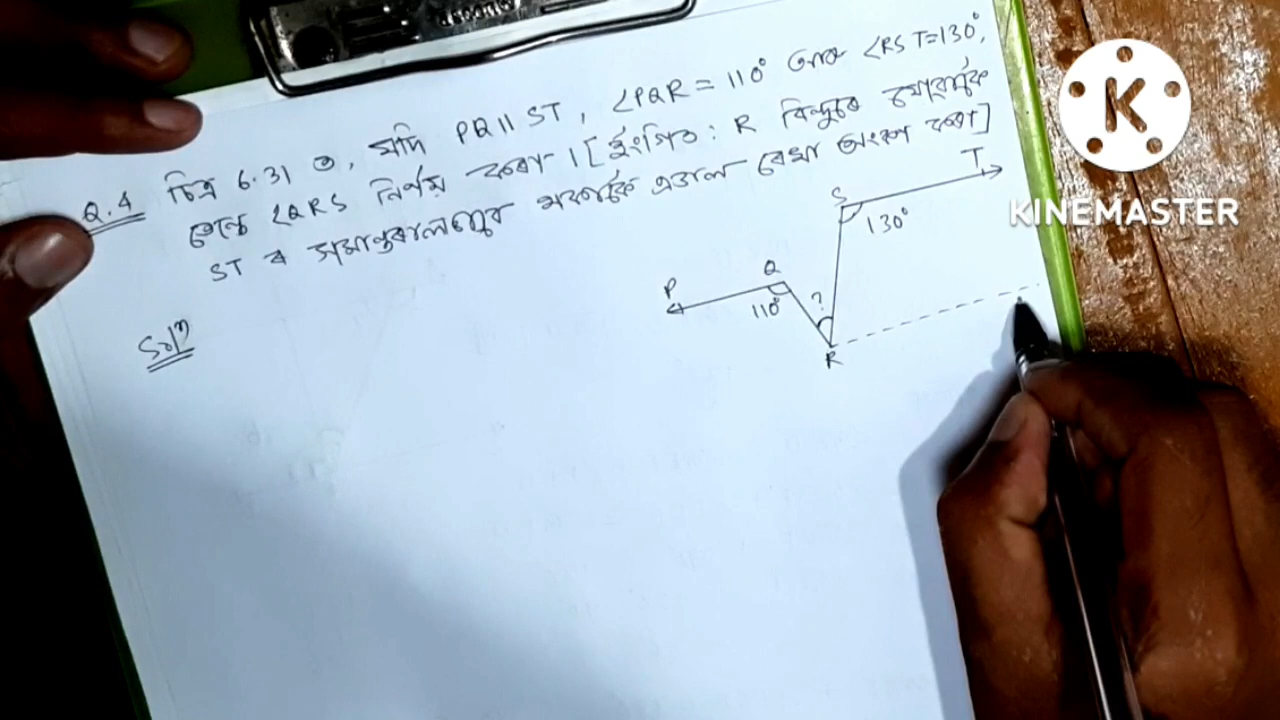 Q.4 চিত্ৰ 6.31 ত, যদি PQ || ST, ∠PQR = 110° আৰু ∠RST=130°,
তেন্তে ∠QRS নিৰ্ণয় কৰা। [ইংগিত : R বিন্দুৰে
ST ৰ সমান্তৰালকৈ এডাল ৰেখা অংকন কৰা]
Solⁿ
S
T
130°
P
Q
110°
?
R
K
KINEMASTER